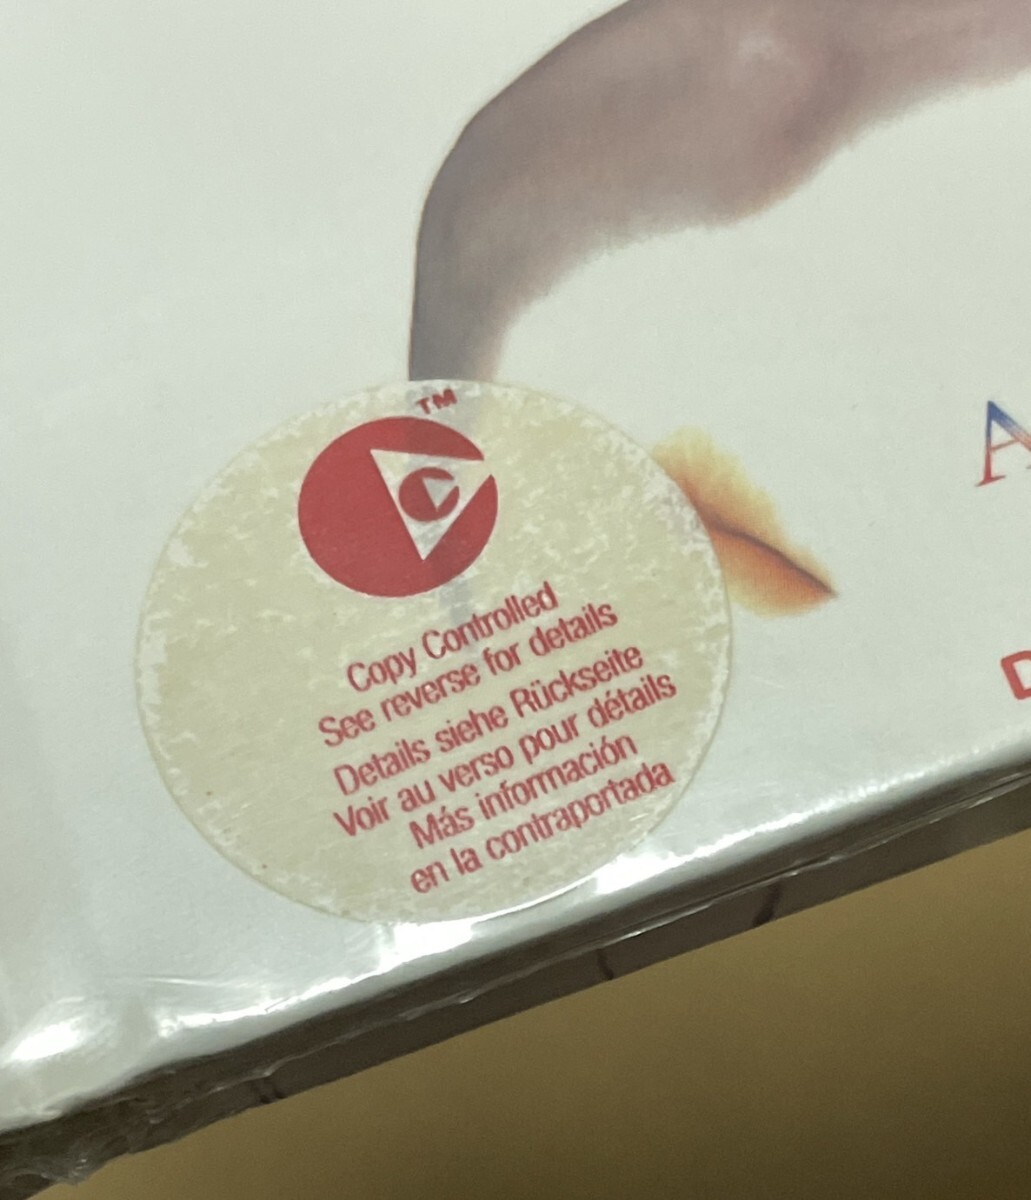 TM
Copy Controlled
See reverse for details
Details siehe Rückseite
Voir au verso pour détails
Más información
en la contraportada
A
D